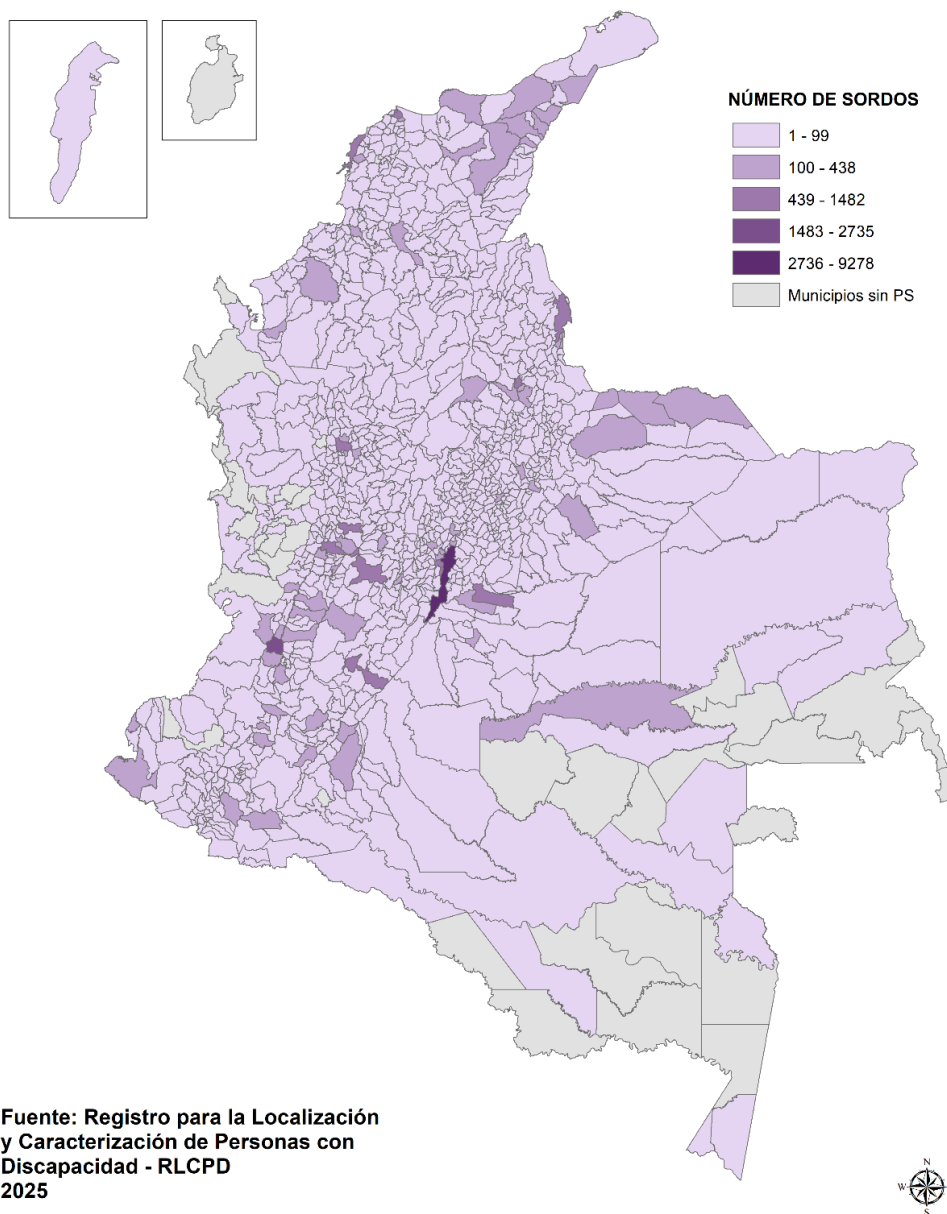 NÚMERO DE SORDOS
1 - 99
100 - 438
439 - 1482
1483 - 2735
2736 - 9278
Municipios sin PS
Fuente: Registro para la Localización
y Caracterización de Personas con
Discapacidad - RLCPD
2025
N
W
S